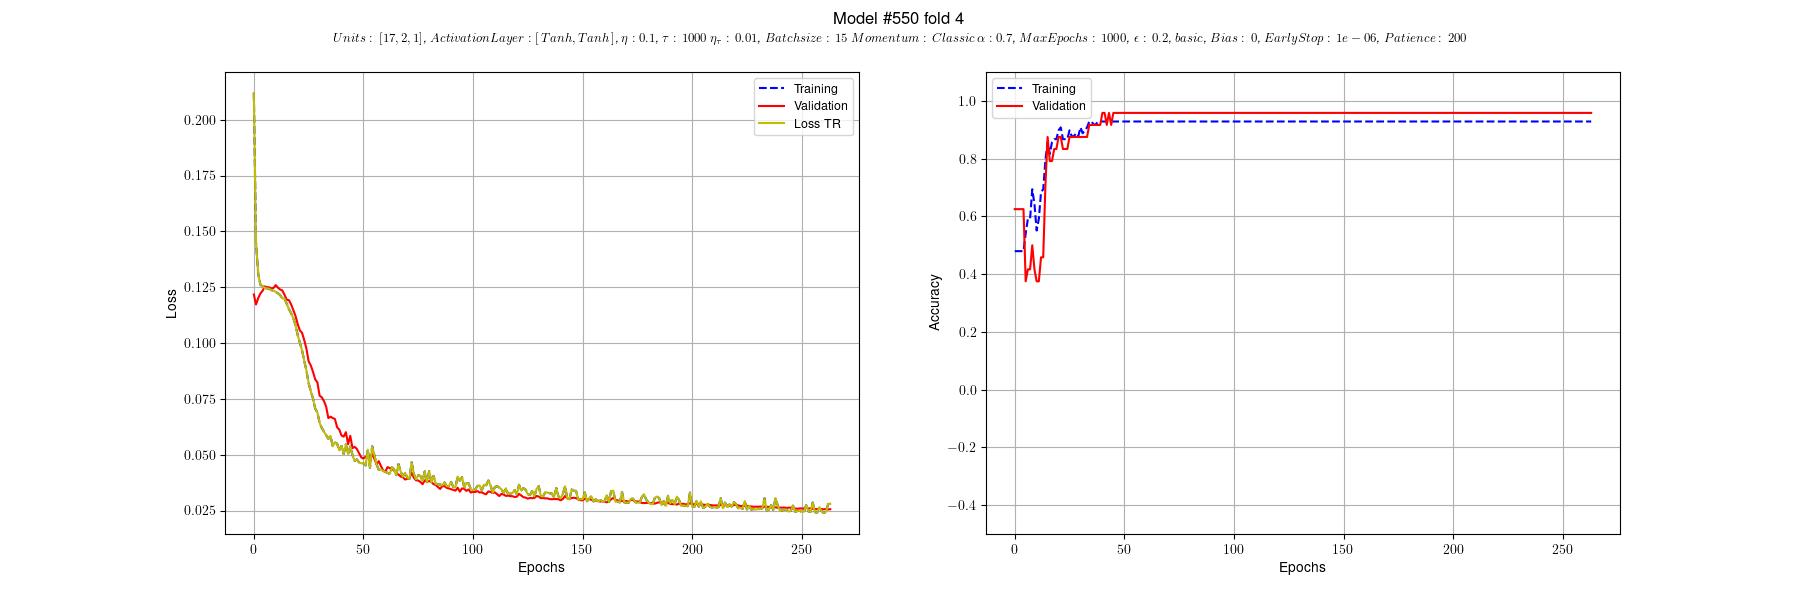 Model #550 fold 4
Units : [17, 2, 1], ActivationLayer : [Tanh, Tanh], η : 0.1, τ : 1000 η_τ : 0.01, Batchsize : 15 Momentum : Classic α : 0.7, MaxEpochs : 1000, ϵ : 0.2, basic, Bias : 0, EarlyStop : 1e − 06, Patience : 200
Training
Validation
Loss TR
0.200
0.175
0.150
0.125
0.100
0.075
0.050
0.025
Loss
0 50 100 150 200 250
Epochs
Training
Validation
1.0
0.8
0.6
0.4
0.2
0.0
−0.2
−0.4
Accuracy
0 50 100 150 200 250
Epochs